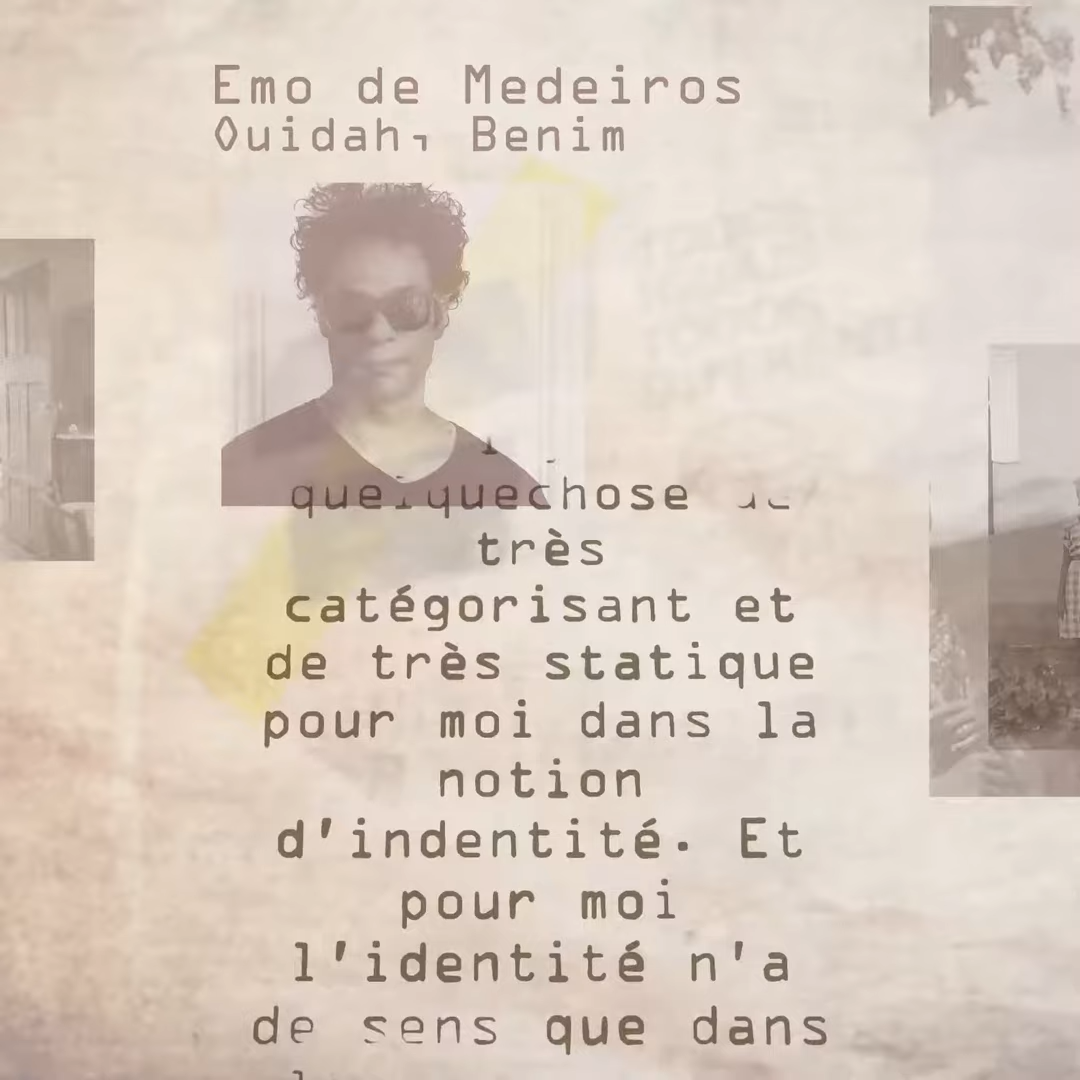 Emo de Medeiros
Ouidah, Benim
quelquechose de
très
catégorisant et
de très statique
pour moi dans la
notion
d'indentité. Et
pour moi
l'identité n'a
de sens que dans